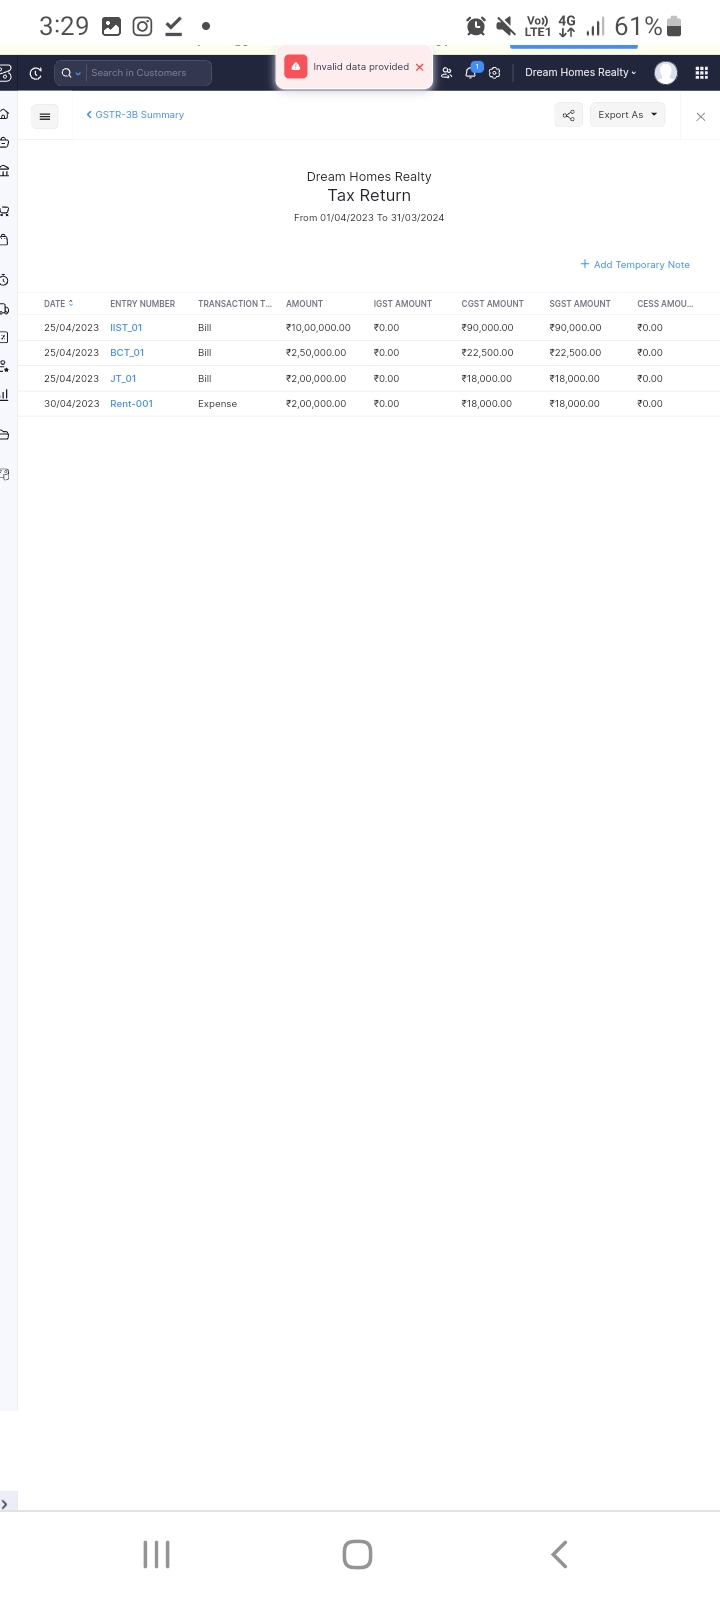 3:29 Vo)) LTE1 4G 61%
Search in Customers
Invalid data provided
1
Dream Homes Realty
GSTR-3B Summary
Export As
Dream Homes Realty
Tax Return
From 01/04/2023 To 31/03/2024
+ Add Temporary Note
DATE ENTRY NUMBER TRANSACTION T... AMOUNT IGST AMOUNT CGST AMOUNT SGST AMOUNT CESS AMOU...
25/04/2023 IIST_01 Bill ₹10,00,000.00 ₹0.00 ₹90,000.00 ₹90,000.00 ₹0.00
25/04/2023 BCT_01 Bill ₹2,50,000.00 ₹0.00 ₹22,500.00 ₹22,500.00 ₹0.00
25/04/2023 JT_01 Bill ₹2,00,000.00 ₹0.00 ₹18,000.00 ₹18,000.00 ₹0.00
30/04/2023 Rent-001 Expense ₹2,00,000.00 ₹0.00 ₹18,000.00 ₹18,000.00 ₹0.00